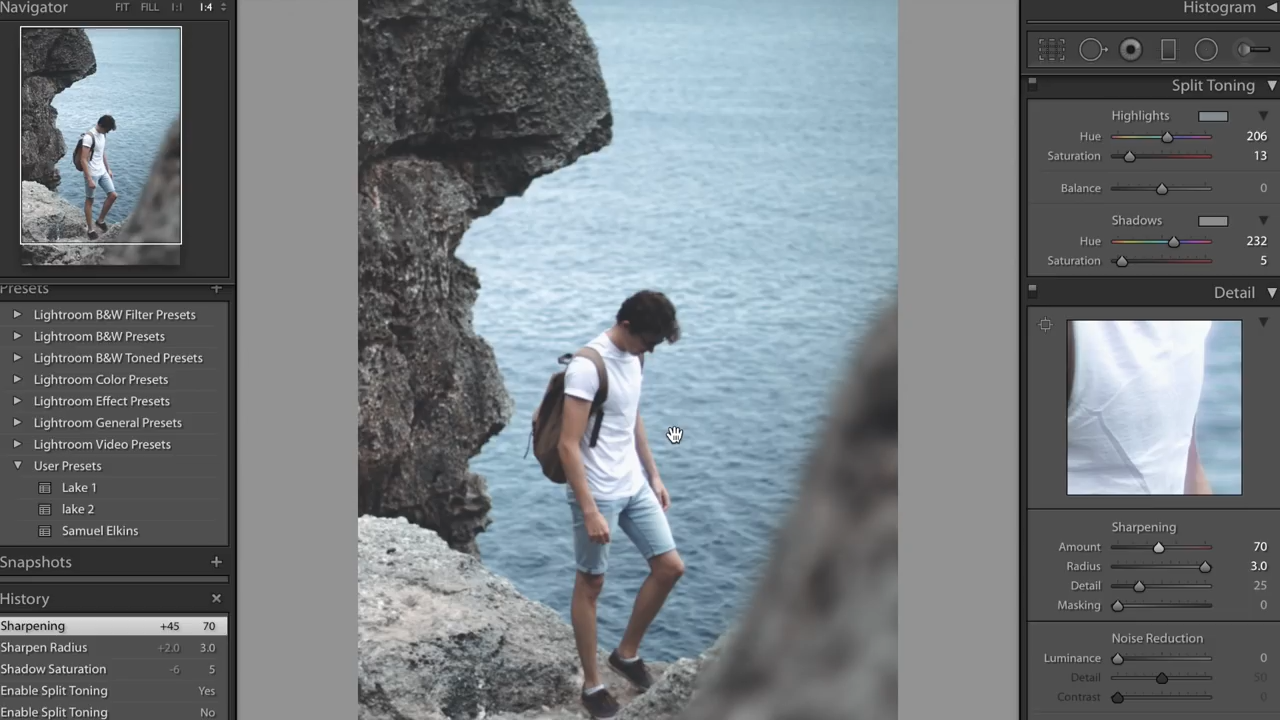 Navigator FIT FILL 1:1 1:4
Presets +
Lightroom B&W Filter Presets
Lightroom B&W Presets
Lightroom B&W Toned Presets
Lightroom Color Presets
Lightroom Effect Presets
Lightroom General Presets
Lightroom Video Presets
User Presets
Lake 1
lake 2
Samuel Elkins
Snapshots +
History ×
Sharpening +45 70
Sharpen Radius +2.0 3.0
Shadow Saturation -6 5
Enable Split Toning Yes
Enable Split Toning No
Histogram
Split Toning
Highlights
Hue 206
Saturation 13
Balance 0
Shadows
Hue 232
Saturation 5
Detail
Sharpening
Amount 70
Radius 3.0
Detail 25
Masking 0
Noise Reduction
Luminance 0
Detail 50
Contrast 0